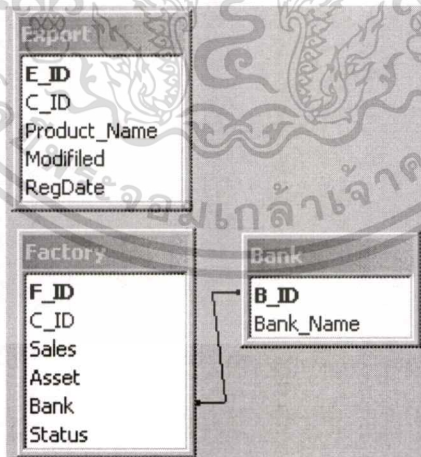 Export
E_ID
C_ID
Product_Name
Modifiled
RegDate
Factory
F_ID
C_ID
Sales
Asset
Bank
Status
Bank
B_ID
Bank_Name